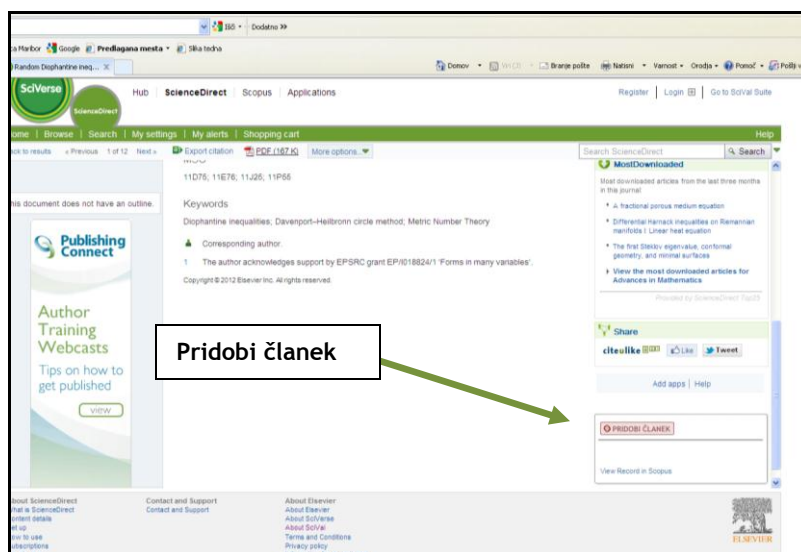 Išči Dodatno »
Maribor Google Predlagana mesta Slika tedna
Random Diophantine ineq... X
Domov Branje pošte Natisni Varnost Orodja Pomoč
SciVerse
ScienceDirect
Hub ScienceDirect Scopus Applications
Register Login Go to SciVal Suite
Browse Search My settings My alerts Shopping cart
Help
« Previous 1 of 12 Next »
Export citation PDF (167 K) More options...
Search ScienceDirect Search
11D75; 11E76; 11J25; 11P55
Keywords
Diophantine inequalities; Davenport–Heilbronn circle method; Metric Number Theory
Corresponding author.
1 The author acknowledges support by EPSRC grant EP/I018824/1 'Forms in many variables'.
Copyright © 2012 Elsevier Inc. All rights reserved.
his document does not have an outline.
Publishing
Connect
Author
Training
Webcasts
Tips on how to
get published
view
MostDownloaded
Most downloaded articles from the last three months
in this journal
A fractional porous medium equation
Differential Harnack inequalities on Riemannian
manifolds I: Linear heat equation
The first Steklov eigenvalue, conformal
geometry, and minimal surfaces
View the most downloaded articles for
Advances in Mathematics
Provided by ScienceDirect Top25
Share
citeulike Like Tweet
Add apps | Help
Pridobi članek
PRIDOBI ČLANEK
View Record in Scopus
About ScienceDirect
What is ScienceDirect
Content details
Set up
How to use
Subscriptions
Contact and Support
Contact and Support
About Elsevier
About Elsevier
About SciVerse
About SciVal
Terms and Conditions
Privacy policy
ELSEVIER